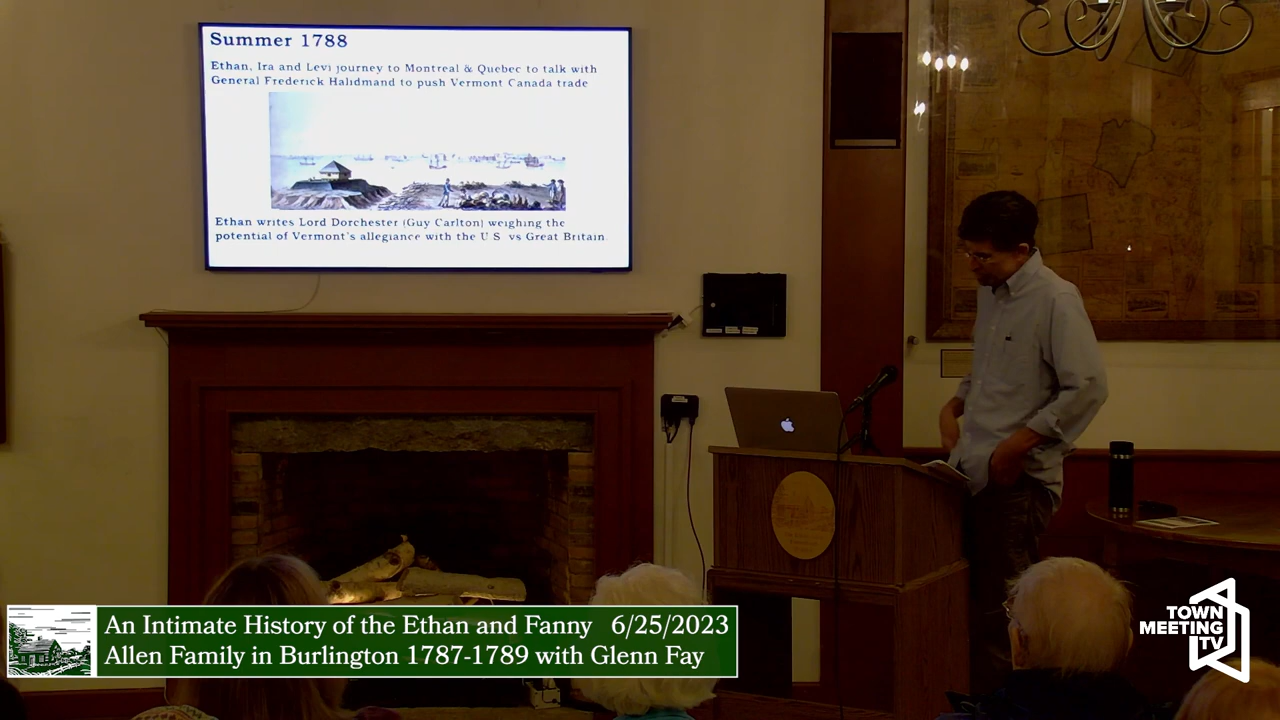 Summer 1788
Ethan, Ira and Levi journey to Montreal & Quebec to talk with
General Frederick Halidmand to push Vermont Canada trade
Ethan writes Lord Dorchester (Guy Carlton) weighing the
potential of Vermont's allegiance with the U S vs Great Britain.
An Intimate History of the Ethan and Fanny 6/25/2023
Allen Family in Burlington 1787-1789 with Glenn Fay
TOWN
MEETING
TV